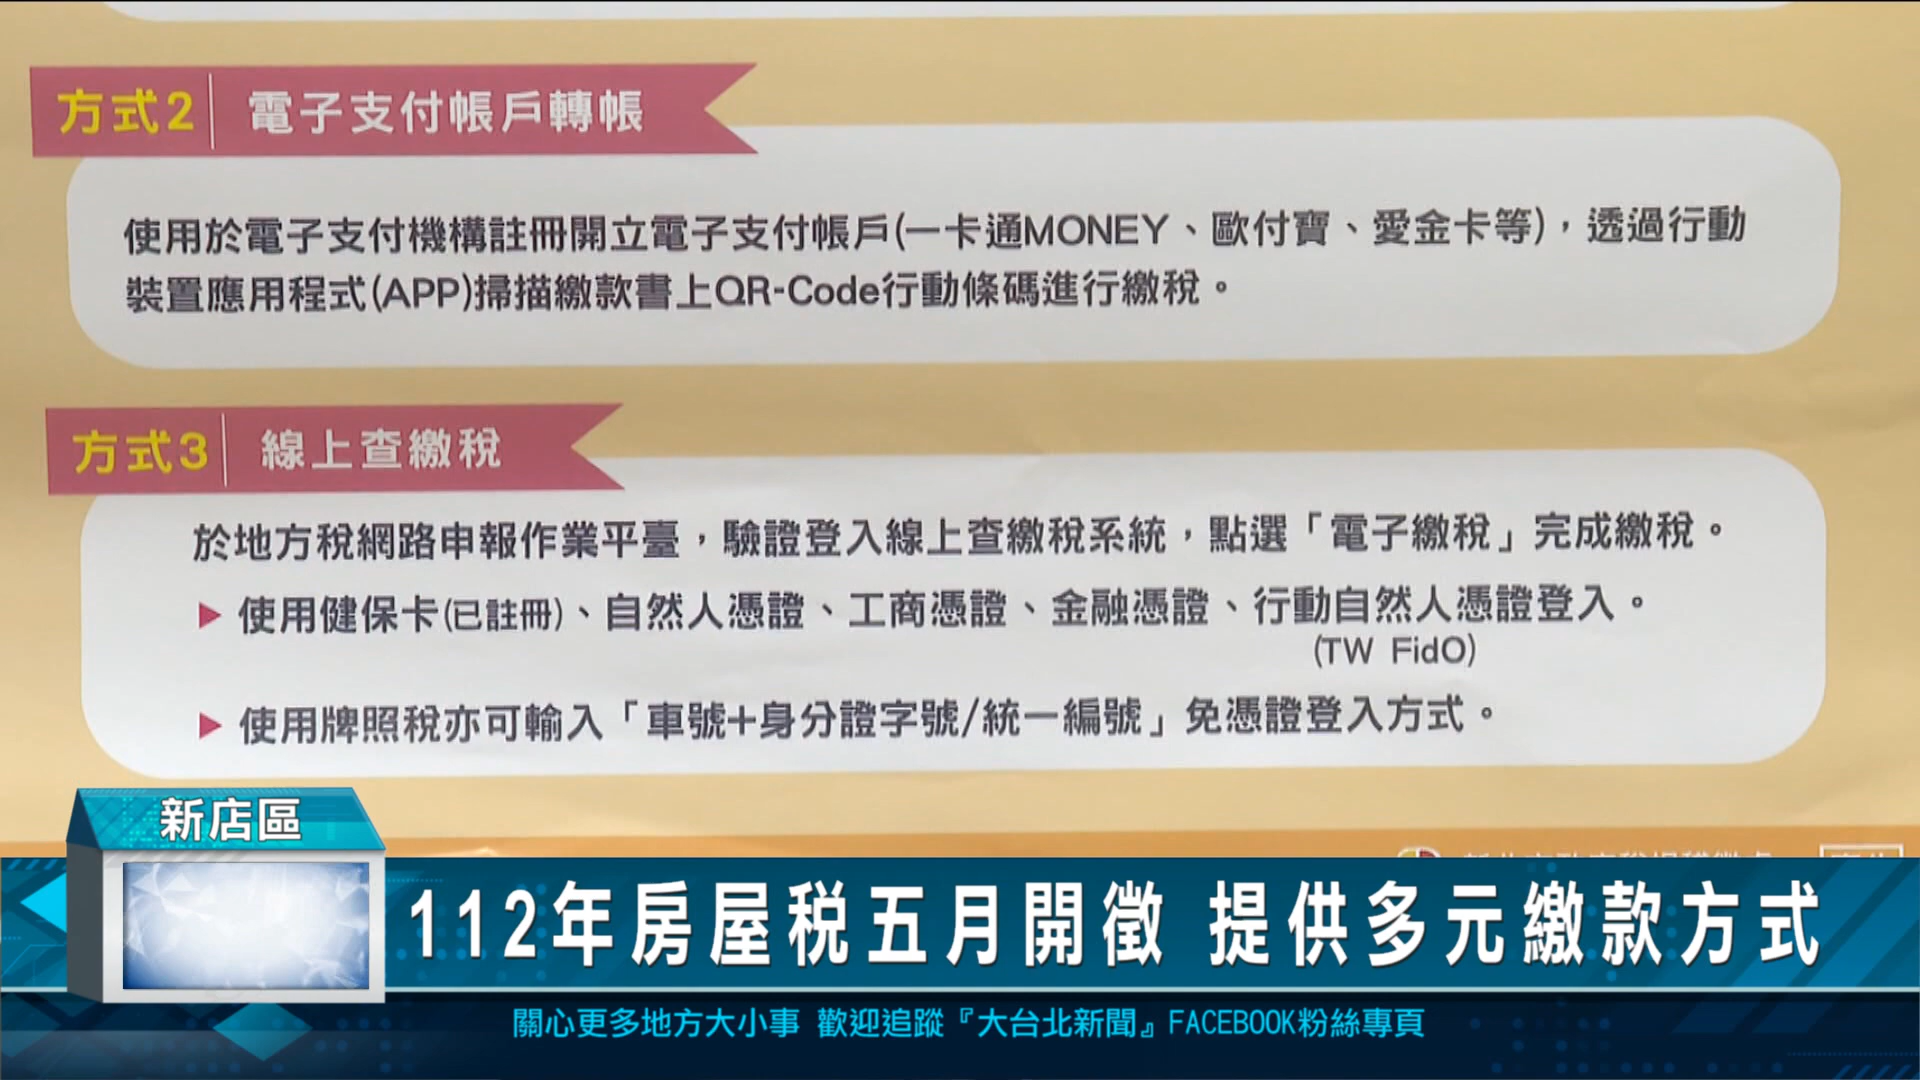 方式2 電子支付帳戶轉帳
使用於電子支付機構註冊開立電子支付帳戶(一卡通MONEY、歐付寶、愛金卡等)，透過行動
裝置應用程式(APP)掃描繳款書上QR-Code行動條碼進行繳稅。
方式3 線上查繳稅
於地方稅網路申報作業平臺，驗證登入線上查繳稅系統，點選「電子繳稅」完成繳稅。
▶ 使用健保卡(已註冊)、自然人憑證、工商憑證、金融憑證、行動自然人憑證登入。
(TW FidO)
▶ 使用牌照稅亦可輸入「車號+身分證字號/統一編號」免憑證登入方式。
新店區
112年房屋稅五月開徵 提供多元繳款方式
關心更多地方大小事 歡迎追蹤『大台北新聞』FACEBOOK粉絲專頁